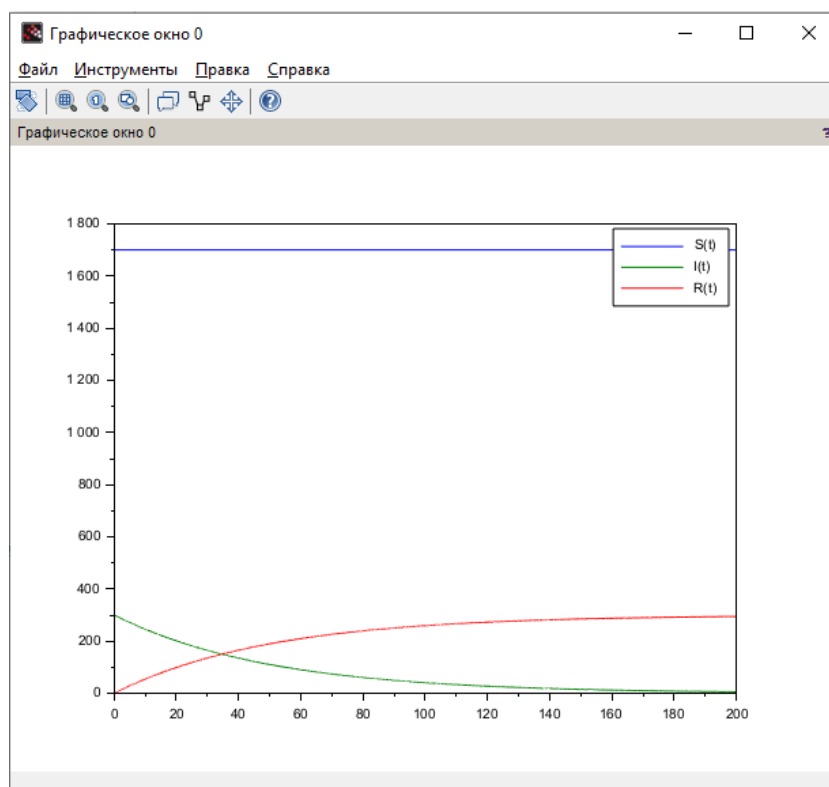 Графическое окно 0
Файл Инструменты Правка Справка
Графическое окно 0
?
1 800
1 600
1 400
1 200
1 000
800
600
400
200
0
S(t)
I(t)
R(t)
0 20 40 60 80 100 120 140 160 180 200